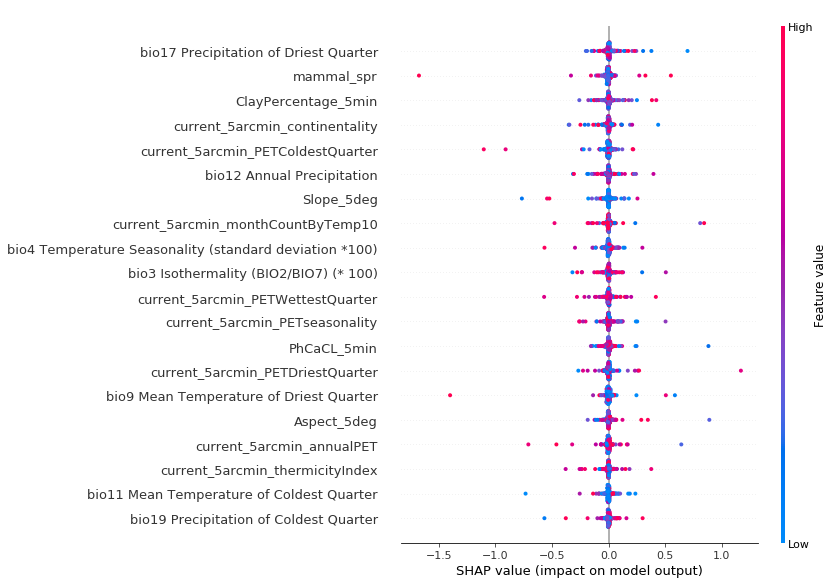 High
bio17 Precipitation of Driest Quarter
mammal_spr
ClayPercentage_5min
current_5arcmin_continentality
current_5arcmin_PETColdestQuarter
bio12 Annual Precipitation
Slope_5deg
current_5arcmin_monthCountByTemp10
bio4 Temperature Seasonality (standard deviation *100)
bio3 Isothermality (BIO2/BIO7) (* 100)
current_5arcmin_PETWettestQuarter
current_5arcmin_PETseasonality
PhCaCL_5min
current_5arcmin_PETDriestQuarter
bio9 Mean Temperature of Driest Quarter
Aspect_5deg
current_5arcmin_annualPET
current_5arcmin_thermicityIndex
bio11 Mean Temperature of Coldest Quarter
bio19 Precipitation of Coldest Quarter
Feature value
Low
−1.5 −1.0 −0.5 0.0 0.5 1.0
SHAP value (impact on model output)